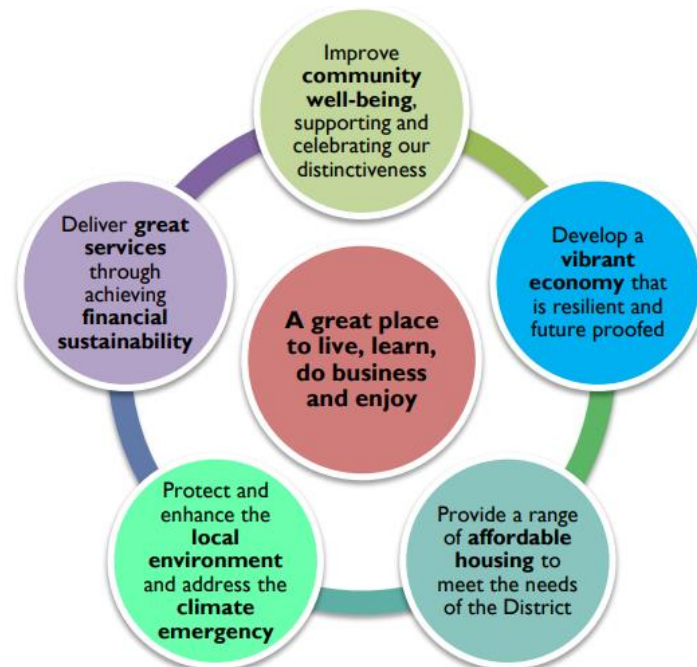 Improve
community
well-being,
supporting and
celebrating our
distinctiveness
Develop a
vibrant
economy that
is resilient and
future proofed
Provide a range
of affordable
housing to
meet the needs
of the District
Protect and
enhance the
local
environment
and address the
climate
emergency
Deliver great
services
through
achieving
financial
sustainability
A great place
to live, learn,
do business
and enjoy